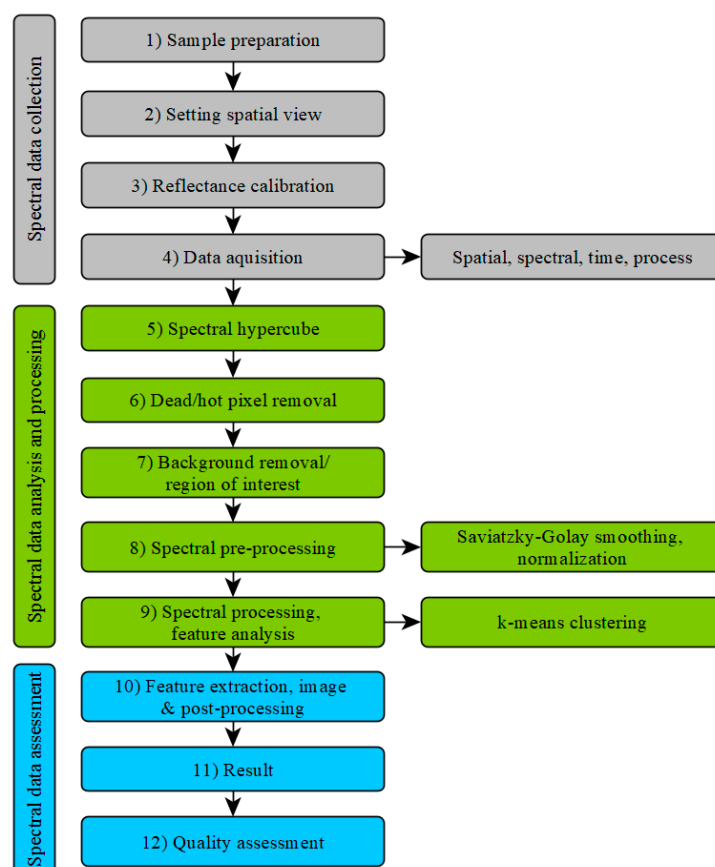 Spectral data collection
1) Sample preparation
2) Setting spatial view
3) Reflectance calibration
4) Data aquisition
Spatial, spectral, time, process
Spectral data analysis and processing
5) Spectral hypercube
6) Dead/hot pixel removal
7) Background removal/
region of interest
8) Spectral pre-processing
Saviatzky-Golay smoothing,
normalization
9) Spectral processing,
feature analysis
k-means clustering
Spectral data assessment
10) Feature extraction, image
& post-processing
11) Result
12) Quality assessment